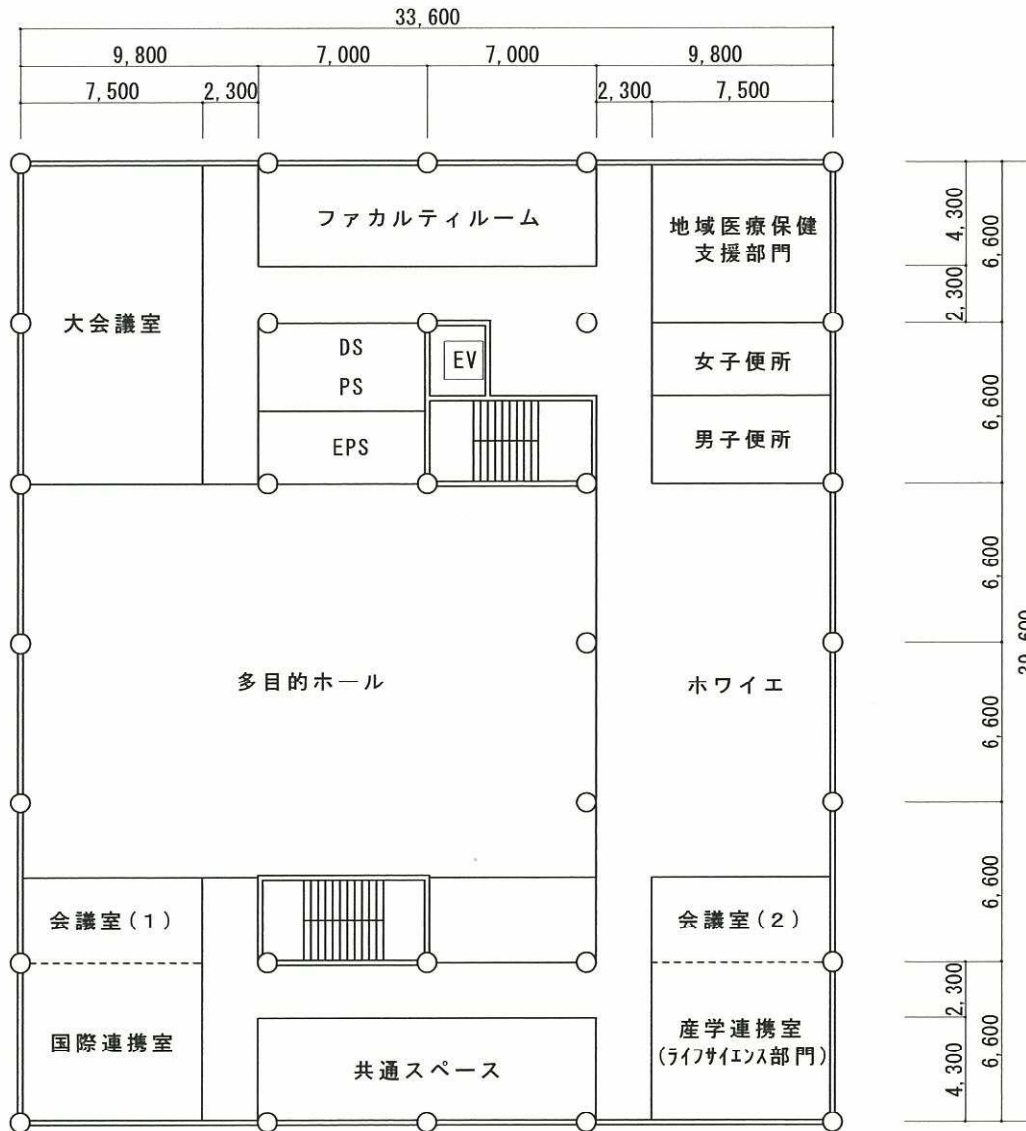 33,600
9,800 7,000 7,000 9,800
7,500 2,300 2,300 7,500
ファカルティルーム
地域医療保健
支援部門
4,300
6,600
2,300
大会議室
DS
PS
EV
女子便所
EPS
男子便所
6,600
6,600
多目的ホール
ホワイエ
6,600
会議室(1)
会議室(2)
6,600
2,300
国際連携室
産学連携室
(ライフサイエンス部門)
共通スペース
4,300
6,600